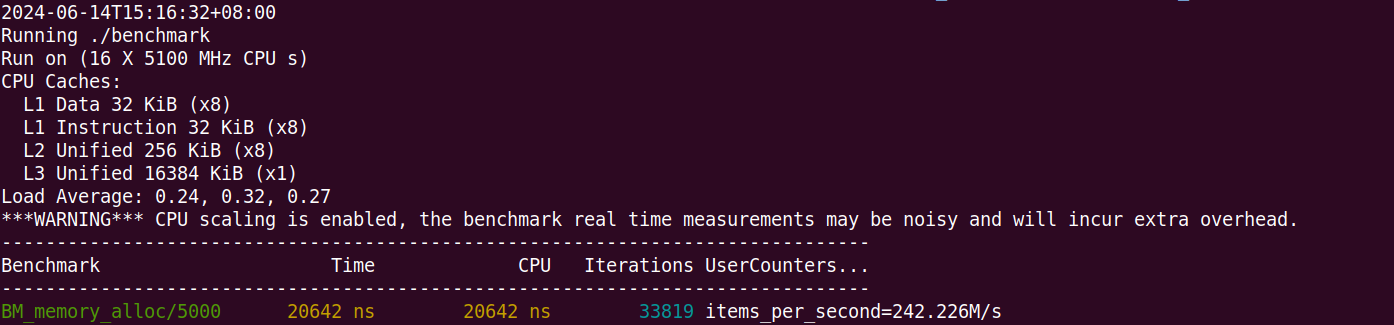 2024-06-14T15:16:32+08:00
Running ./benchmark
Run on (16 X 5100 MHz CPU s)
CPU Caches:
  L1 Data 32 KiB (x8)
  L1 Instruction 32 KiB (x8)
  L2 Unified 256 KiB (x8)
  L3 Unified 16384 KiB (x1)
Load Average: 0.24, 0.32, 0.27
***WARNING*** CPU scaling is enabled, the benchmark real time measurements may be noisy and will incur extra overhead.
-------------------------------------------------------------------------------
Benchmark                     Time             CPU   Iterations UserCounters...
-------------------------------------------------------------------------------
BM_memory_alloc/5000      20642 ns        20642 ns        33819 items_per_second=242.226M/s